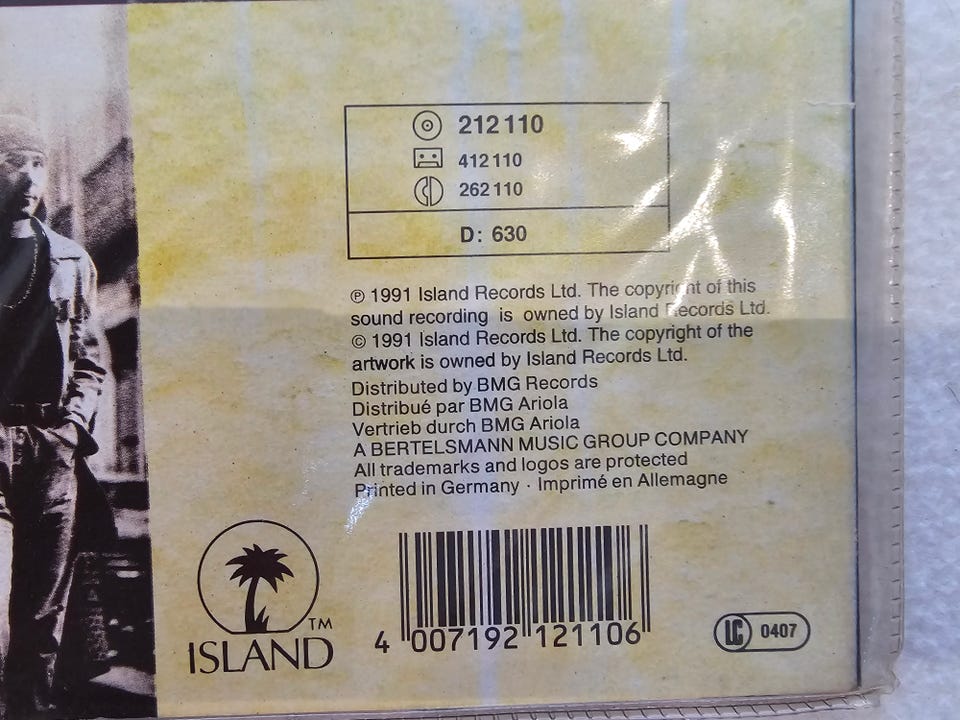 212 110
412 110
262 110
D: 630
℗ 1991 Island Records Ltd. The copyright of this
sound recording is owned by Island Records Ltd.
© 1991 Island Records Ltd. The copyright of the
artwork is owned by Island Records Ltd.
Distributed by BMG Records
Distribué par BMG Ariola
Vertrieb durch BMG Ariola
A BERTELSMANN MUSIC GROUP COMPANY
All trademarks and logos are protected
Printed in Germany · Imprimé en Allemagne
ISLAND TM
4 007192 121106
LC 0407